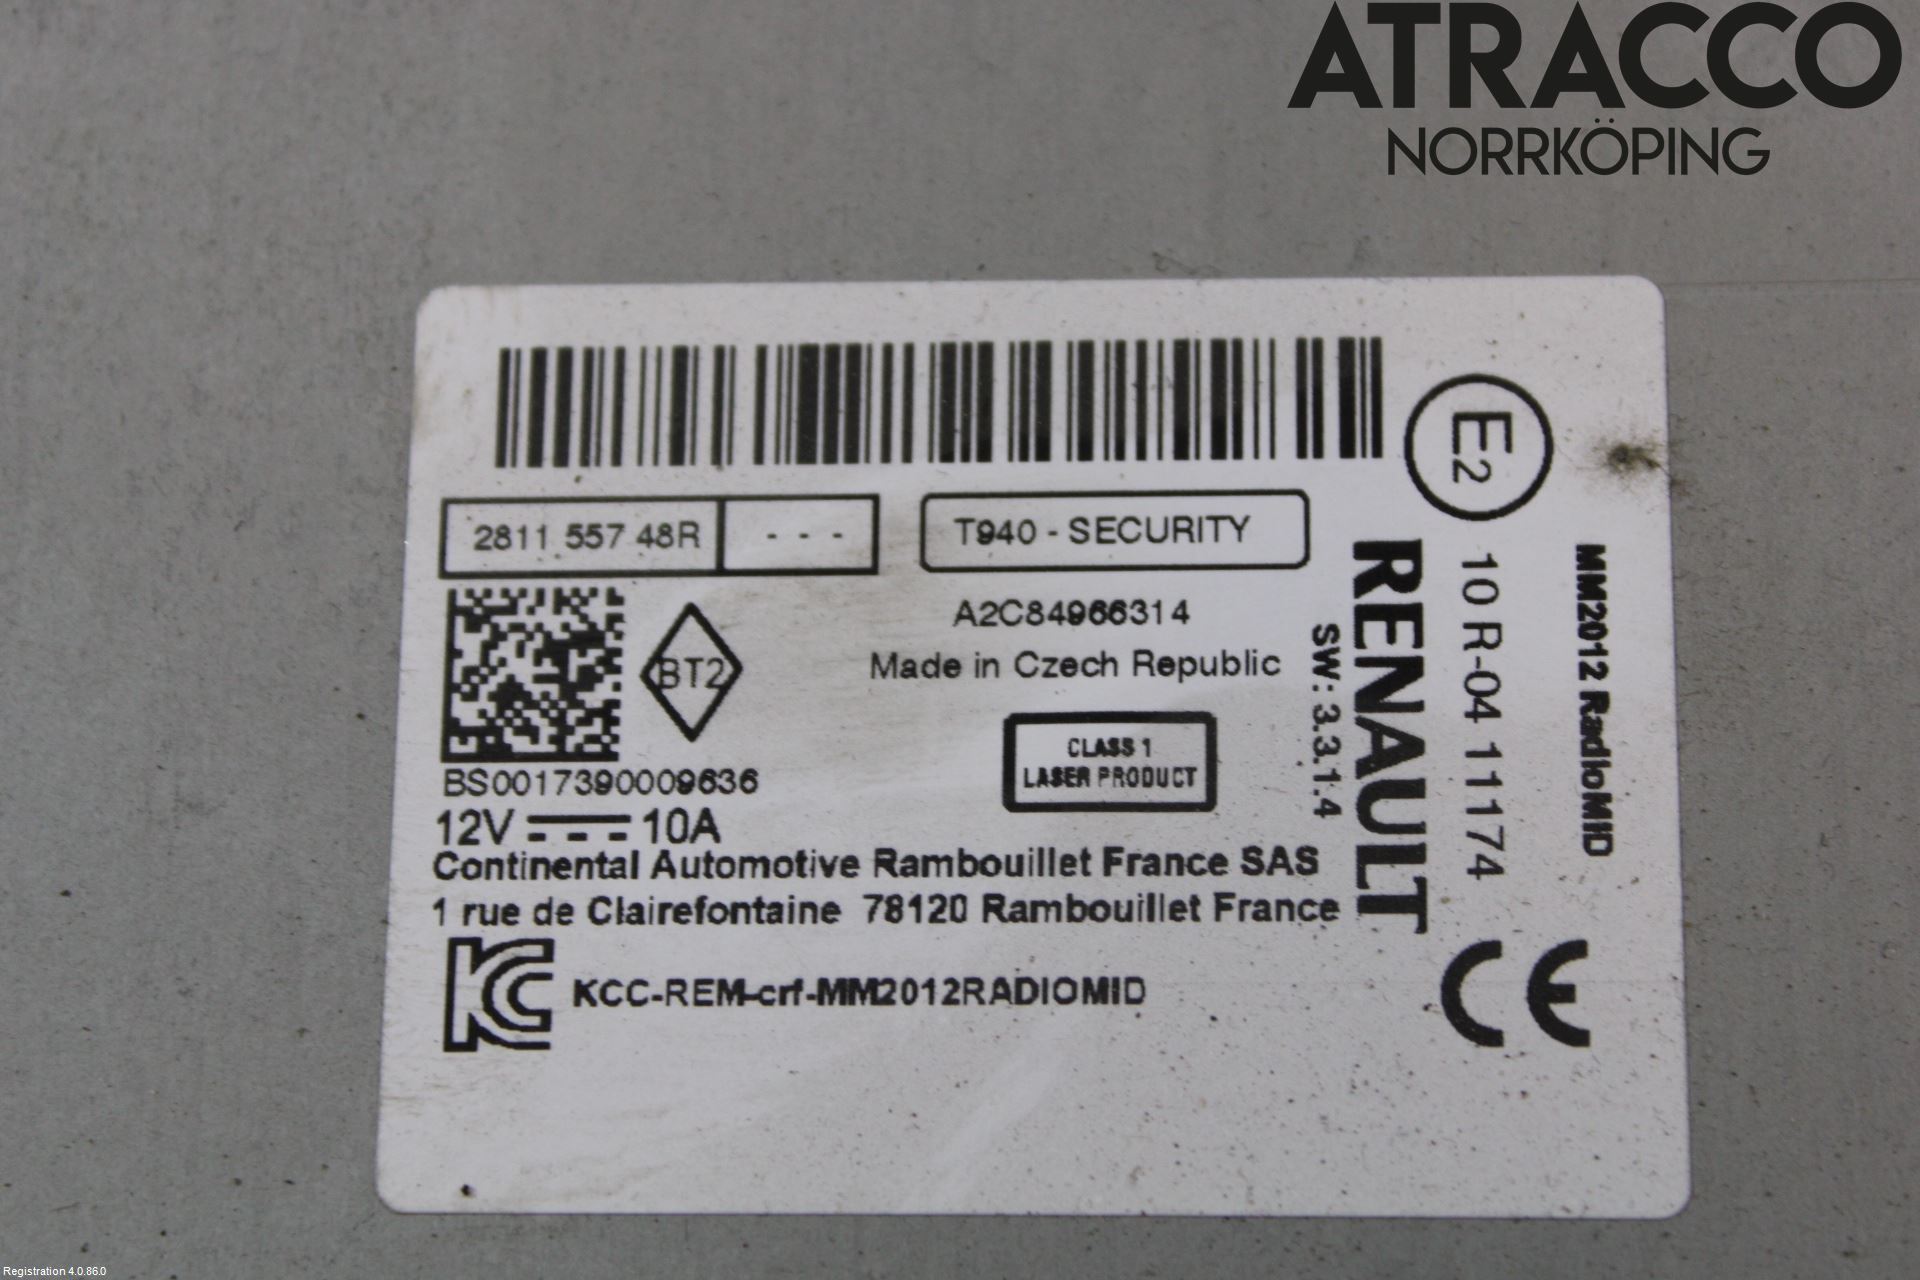 ATRACCO
NORRKÖPING
2811 557 48R
- - -
T940 - SECURITY
A2C84966314
Made in Czech Republic
BT2
CLASS 1
LASER PRODUCT
BS0017390009636
12V 10A
Continental Automotive Rambouillet France SAS
1 rue de Clairefontaine 78120 Rambouillet France
KC KCC-REM-crf-MM2012RADIOMID
SW: 3.3.1.4
RENAULT
E2
10 R-04 11174
MM2012 RadioMID
CE
Registration 4.0.86.0